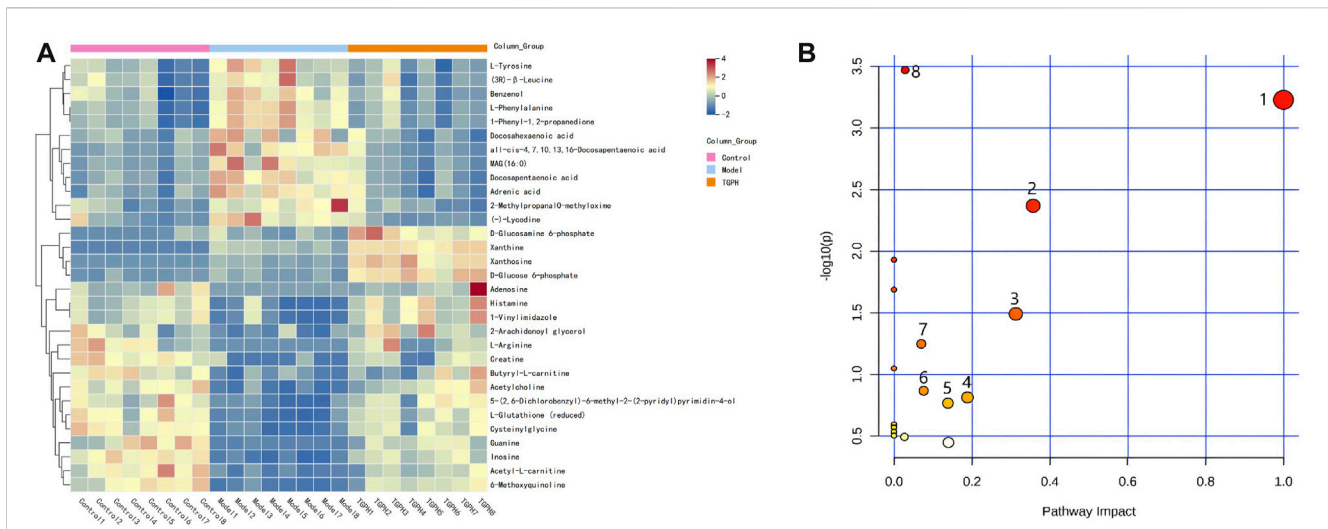 A
Column_Group
L-Tyrosine
(3R)-β-Leucine
Benzenol
L-Phenylalanine
1-Phenyl-1,2-propanedione
Docosahexaenoic acid
all-cis-4,7,10,13,16-Docosapentaenoic acid
MAG(16:0)
Docosapentaenoic acid
Adrenic acid
2-Methylpropanal O-methyloxime
(-)-Lycodine
D-Glucosamine 6-phosphate
Xanthine
Xanthosine
D-Glucose 6-phosphate
Adenosine
Histamine
1-Vinylimidazole
2-Arachidonoyl glycerol
L-Arginine
Creatine
Butyryl-L-carnitine
Acetylcholine
5-(2,6-Dichlorobenzyl)-6-methyl-2-(2-pyridyl)pyrimidin-4-ol
L-Glutathione (reduced)
Cysteinylglycine
Guanine
Inosine
Acetyl-L-carnitine
6-Methoxyquinoline
Control1
Control2
Control3
Control4
Control5
Control6
Control7
Control8
Model1
Model2
Model3
Model4
Model5
Model6
Model7
Model8
TGPH1
TGPH2
TGPH3
TGPH4
TGPH5
TGPH6
TGPH7
TGPH8
4
2
0
-2
Column_Group
Control
Model
TGPH
B
3.5
3.0
2.5
2.0
1.5
1.0
0.5
-log10(p)
8
1
2
3
7
6
5
4
0.0
0.2
0.4
0.6
0.8
1.0
Pathway Impact